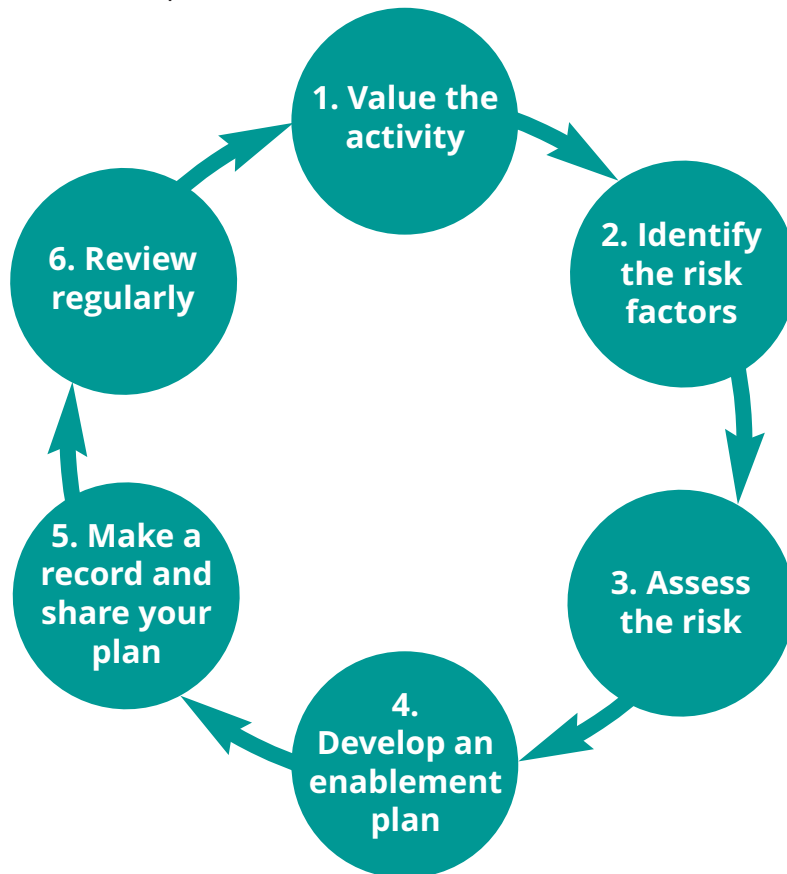 1. Value the
activity
2. Identify
the risk
factors
3. Assess
the risk
4.
Develop an
enablement
plan
5. Make a
record and
share your
plan
6. Review
regularly